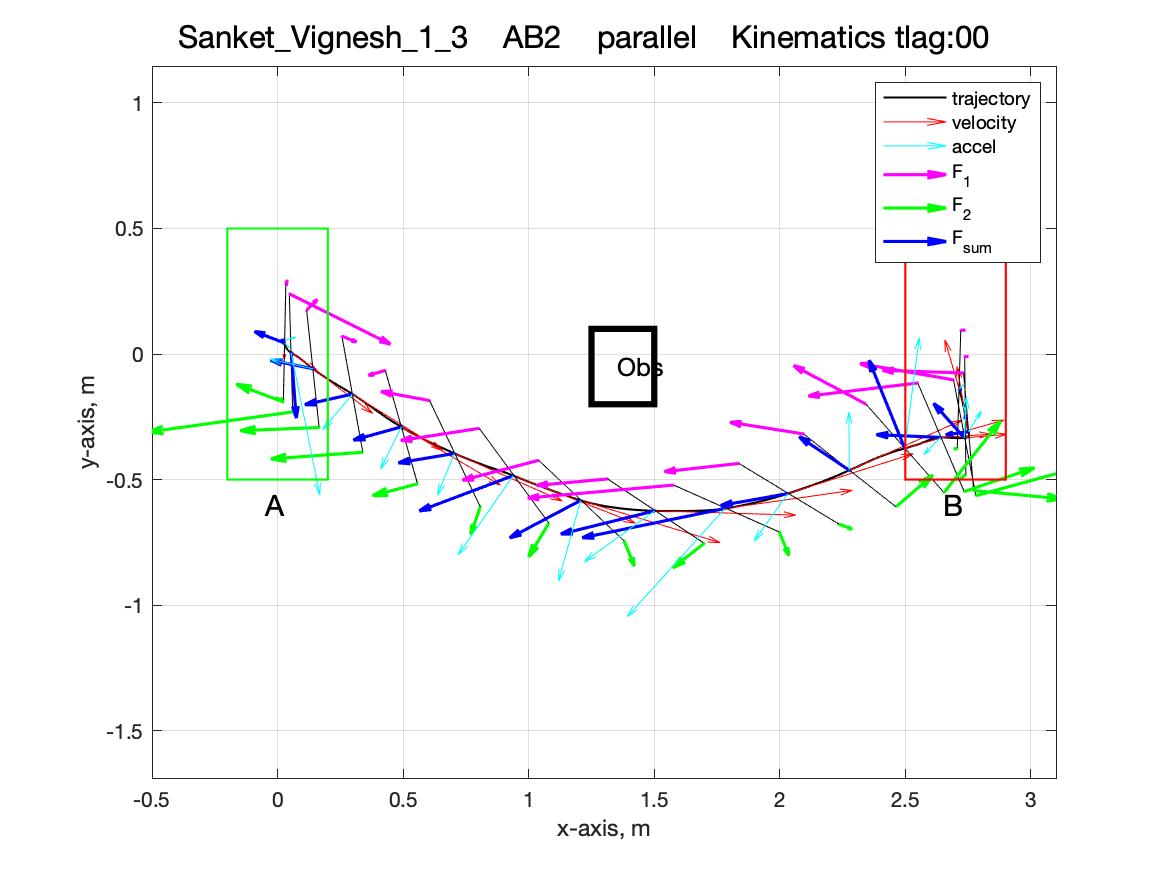 Sanket_Vignesh_1_3 AB2 parallel Kinematics tlag:00
trajectory
velocity
accel
F1
F2
Fsum
1
0.5
0
-0.5
-1
-1.5
y-axis, m
Obs
A
B
-0.5 0 0.5 1 1.5 2 2.5 3
x-axis, m